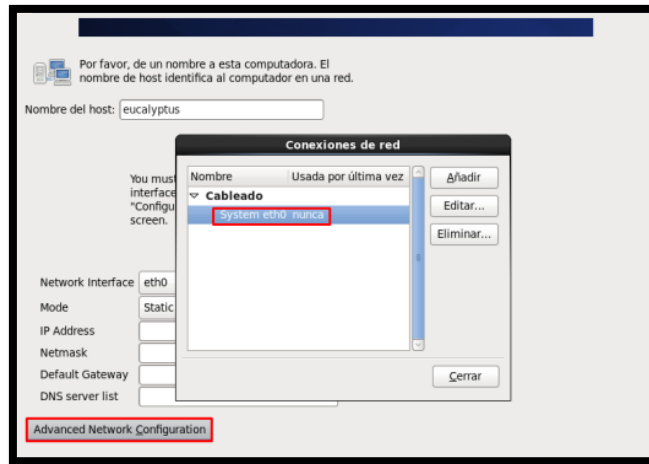 Por favor, de un nombre a esta computadora. El
nombre de host identifica al computador en una red.
Nombre del host: eucalyptus
Conexiones de red
Nombre Usada por última vez
Cableado
System eth0 nunca
Añadir
Editar...
Eliminar...
Cerrar
You must
interface
"Configu
screen.
Network Interface eth0
Mode Static
IP Address
Netmask
Default Gateway
DNS server list
Advanced Network Configuration